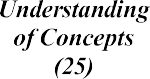 Understanding
of Concepts
(25)